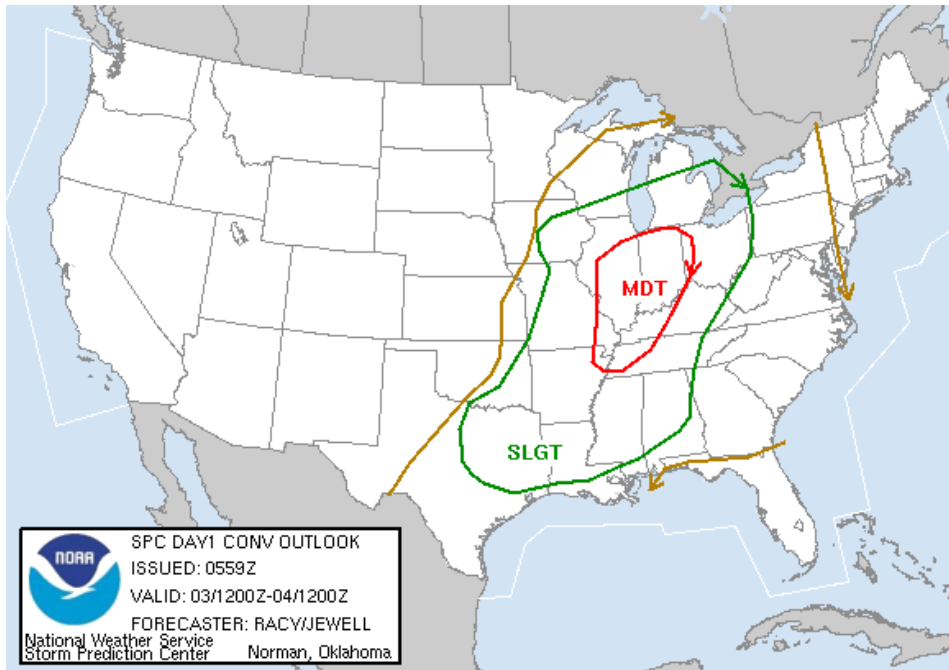 MDT
SLGT
NOAA
SPC DAY1 CONV OUTLOOK
ISSUED: 0559Z
VALID: 03/1200Z-04/1200Z
FORECASTER: RACY/JEWELL
National Weather Service
Storm Prediction Center Norman, Oklahoma